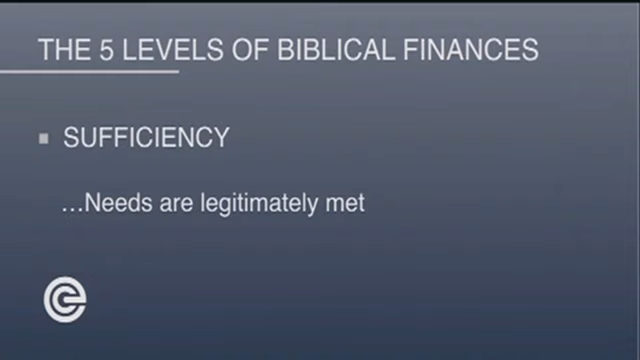 THE 5 LEVELS OF BIBLICAL FINANCES
SUFFICIENCY
…Needs are legitimately met